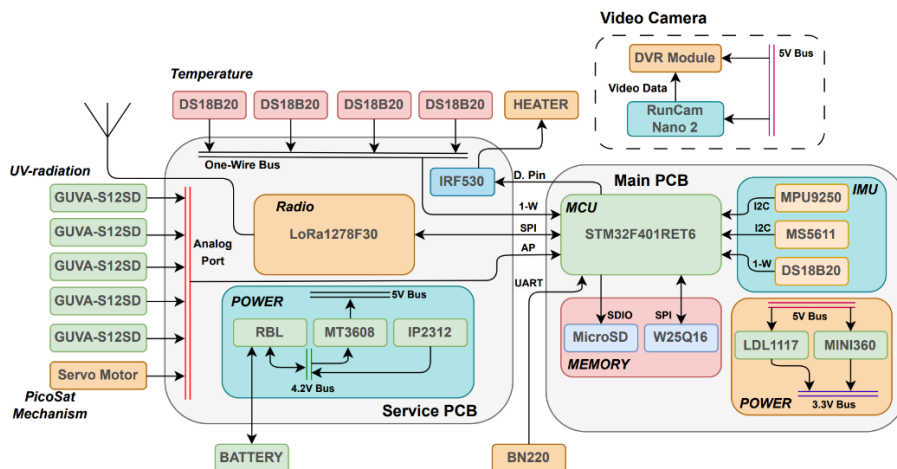 Video Camera
DVR Module
5V Bus
Video Data
RunCam
Nano 2
Temperature
DS18B20
DS18B20
DS18B20
DS18B20
HEATER
One-Wire Bus
UV-radiation
GUVA-S12SD
GUVA-S12SD
GUVA-S12SD
GUVA-S12SD
GUVA-S12SD
Servo Motor
PicoSat
Mechanism
Analog
Port
Radio
LoRa1278F30
IRF530
D. Pin
1-W
SPI
AP
UART
POWER
5V Bus
RBL
MT3608
IP2312
4.2V Bus
Service PCB
BATTERY
BN220
Main PCB
MCU
STM32F401RET6
IMU
I2C
MPU9250
I2C
MS5611
1-W
DS18B20
SDIO
SPI
MicroSD
W25Q16
MEMORY
5V Bus
LDL1117
MINI360
POWER
3.3V Bus